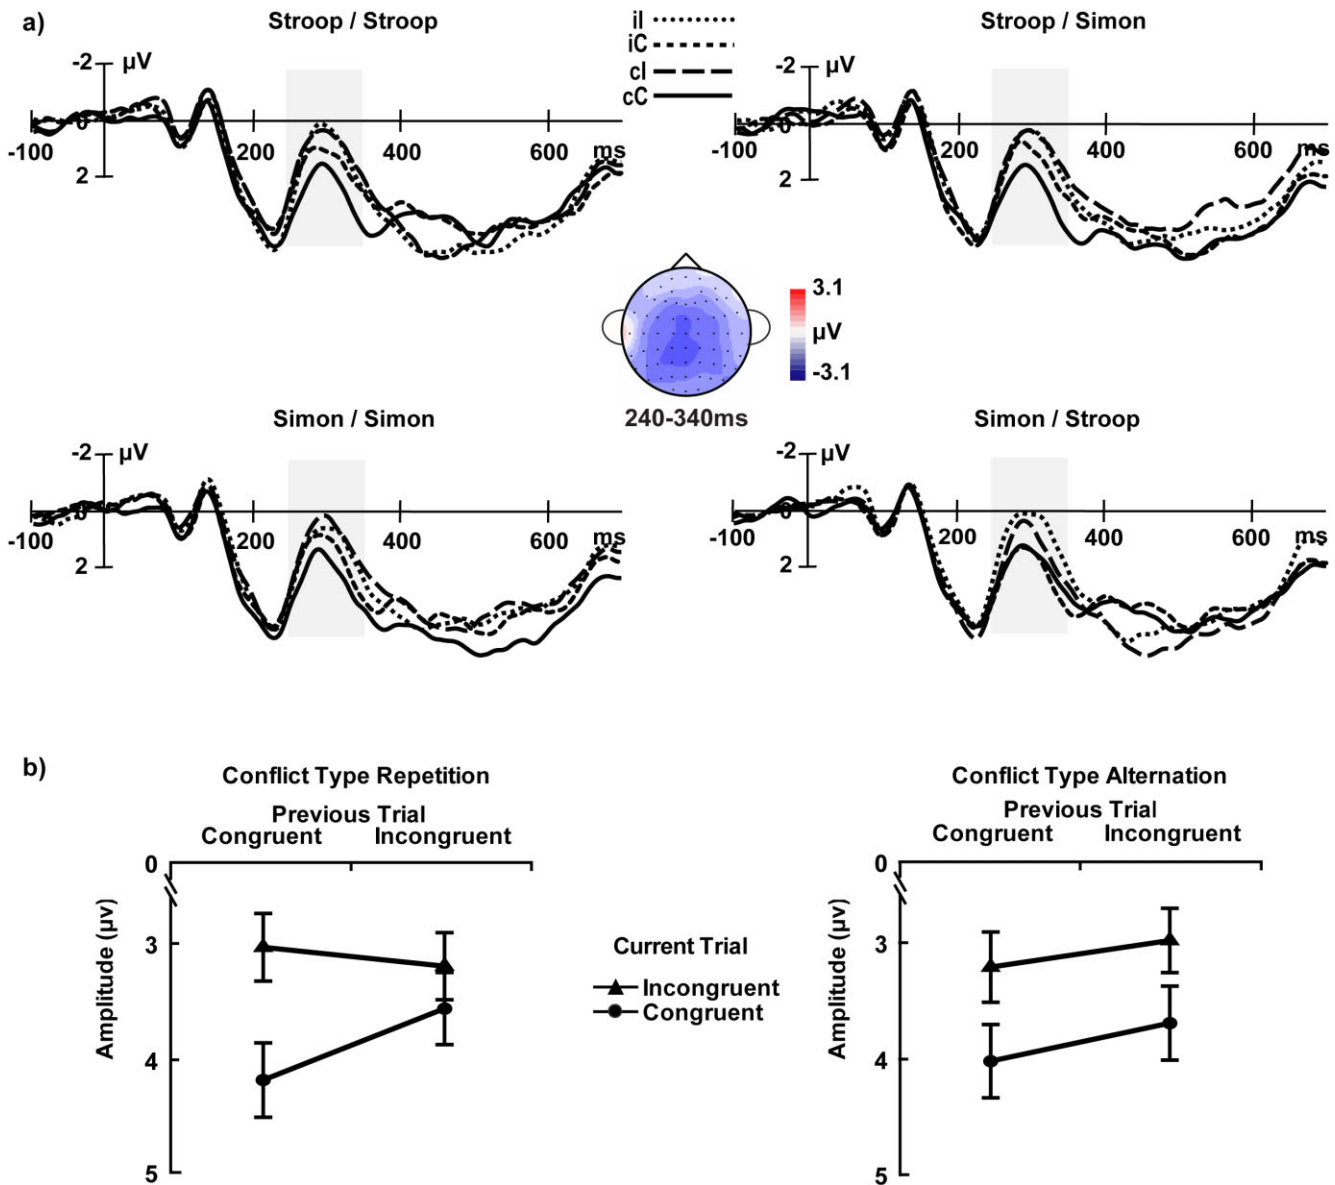 a)
Stroop / Stroop
-2
µV
0
-100
200
400
600
ms
2
iI
iC
cI
cC
Stroop / Simon
-2
µV
0
-100
200
400
600
ms
2
3.1
µV
-3.1
240-340ms
Simon / Simon
-2
µV
0
-100
200
400
600
ms
2
Simon / Stroop
-2
µV
0
-100
200
400
600
ms
2
b)
Conflict Type Repetition
Previous Trial
Congruent Incongruent
0
3
4
5
Amplitude (µv)
Current Trial
Incongruent
Congruent
Conflict Type Alternation
Previous Trial
Congruent Incongruent
0
3
4
5
Amplitude (µv)